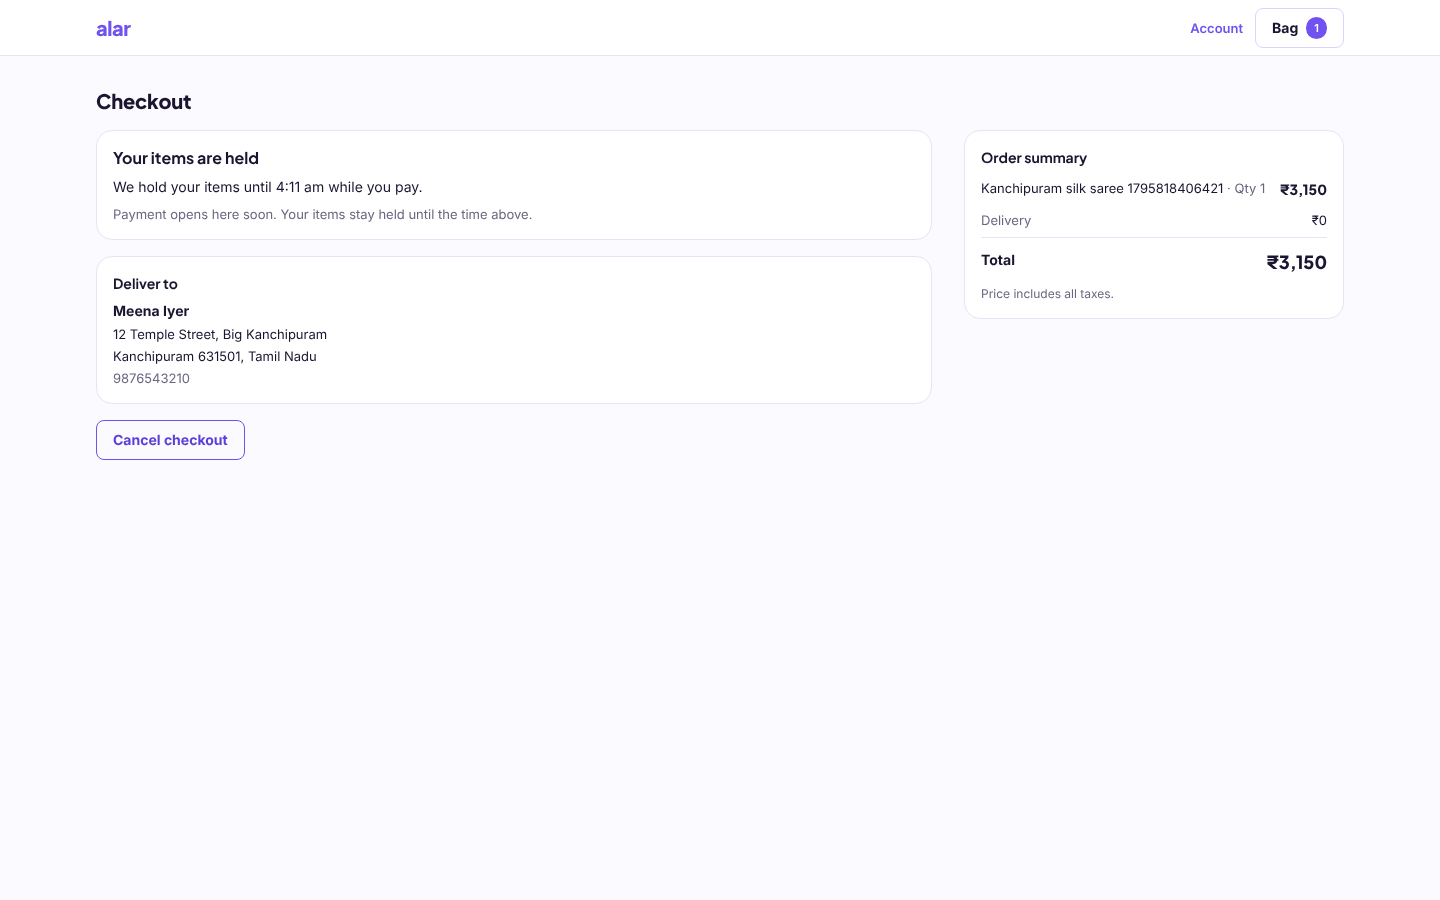 alar
Account
Bag 1
Checkout
Your items are held
We hold your items until 4:11 am while you pay.
Payment opens here soon. Your items stay held until the time above.
Deliver to
Meena Iyer
12 Temple Street, Big Kanchipuram
Kanchipuram 631501, Tamil Nadu
9876543210
Cancel checkout
Order summary
Kanchipuram silk saree 1795818406421 · Qty 1 ₹3,150
Delivery ₹0
Total ₹3,150
Price includes all taxes.